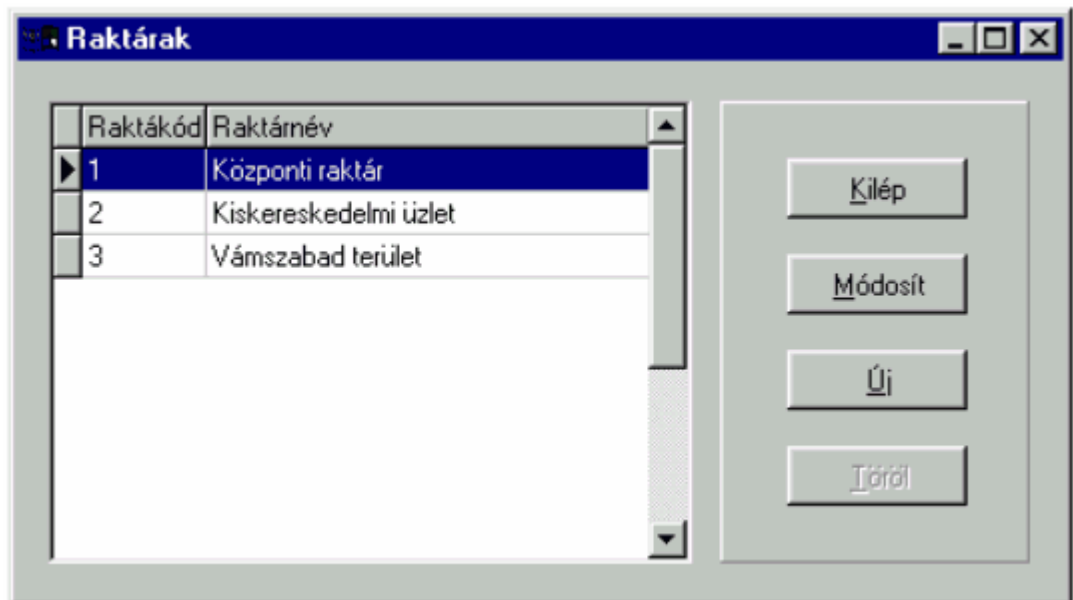 Raktárak
Raktákód Raktárnév
1 Központi raktár
2 Kiskereskedelmi üzlet
3 Vámszabad terület
Kilép
Módosít
Új
Töröl